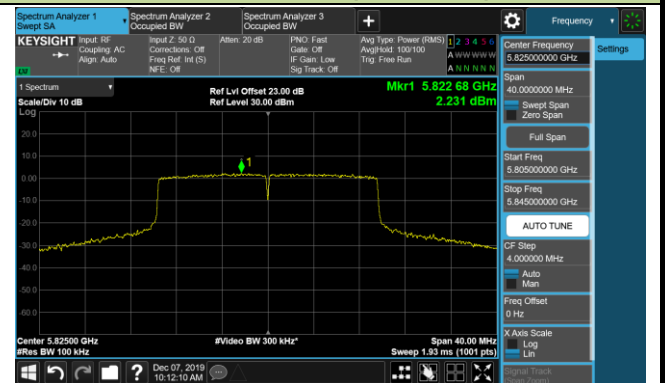 Spectrum Analyzer 1
Swept SA
Spectrum Analyzer 2
Occupied BW
Spectrum Analyzer 3
Occupied BW
+
Frequency
KEYSIGHT
Input: RF
Coupling: AC
Align: Auto
Input Z: 50 Ω
Corrections: Off
Freq Ref: Int (S)
NFE: Off
Atten: 20 dB
PNO: Fast
Gate: Off
IF Gain: Low
Sig Track: Off
Avg Type: Power (RMS)
Avg|Hold: 100/100
Trig: Free Run
1 2 3 4 5 6
A W W W W W
A N N N N N
LXI
1 Spectrum
Scale/Div 10 dB
Log
Ref Lvl Offset 23.00 dB
Ref Level 30.00 dBm
Mkr1 5.822 68 GHz
2.231 dBm
20.0
10.0
0.00
-10.0
-20.0
-30.0
-40.0
-50.0
-60.0
1
Center 5.82500 GHz
#Res BW 100 kHz
#Video BW 300 kHz*
Span 40.00 MHz
Sweep 1.93 ms (1001 pts)
Center Frequency
5.825000000 GHz
Settings
Span
40.0000000 MHz
Swept Span
Zero Span
Full Span
Start Freq
5.805000000 GHz
Stop Freq
5.845000000 GHz
AUTO TUNE
CF Step
4.000000 MHz
Auto
Man
Freq Offset
0 Hz
X Axis Scale
Log
Lin
Signal Track
(Span Zoom)
?
Dec 07, 2019
10:12:10 AM